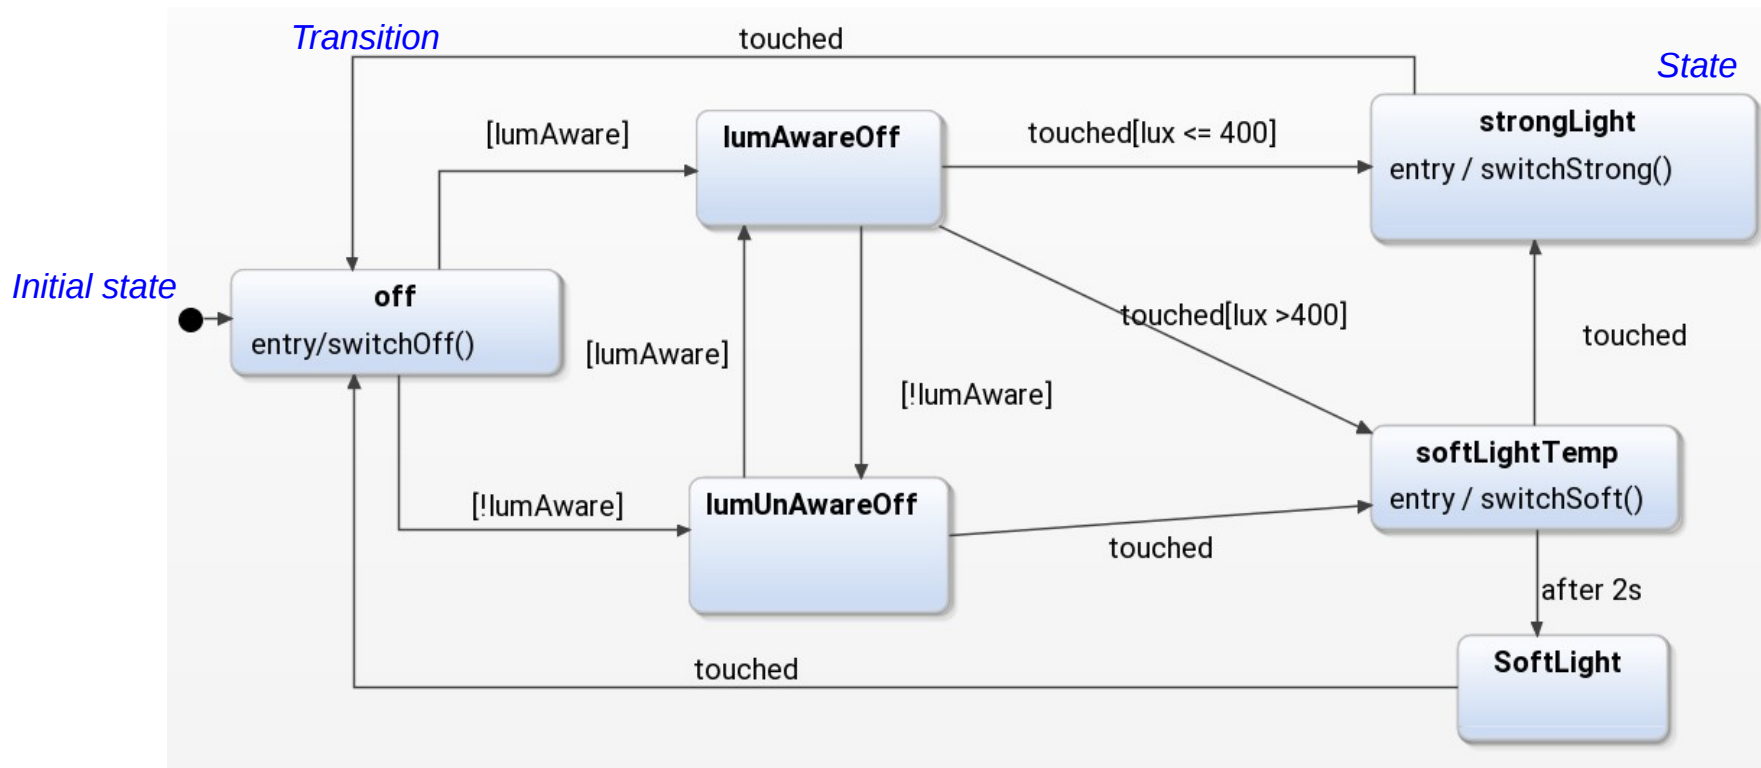 Transition
touched
State
[lumAware]
lumAwareOff
touched[lux <= 400]
strongLight
entry / switchStrong()
Initial state
off
entry/switchOff()
[lumAware]
touched[lux >400]
touched
[!lumAware]
softLightTemp
entry / switchSoft()
[!lumAware]
lumUnAwareOff
touched
after 2s
SoftLight
touched